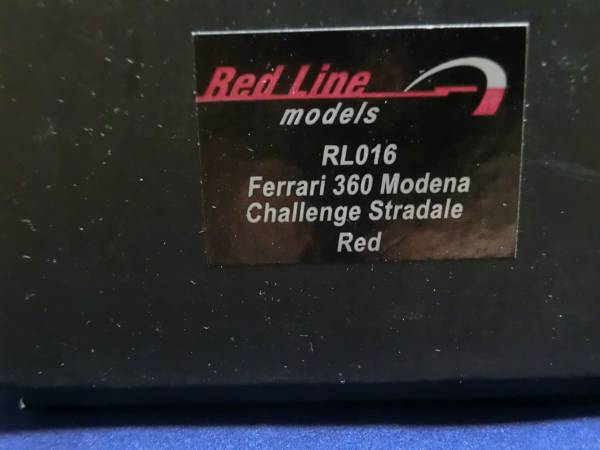 Red Line
models
RL016
Ferrari 360 Modena
Challenge Stradale
Red